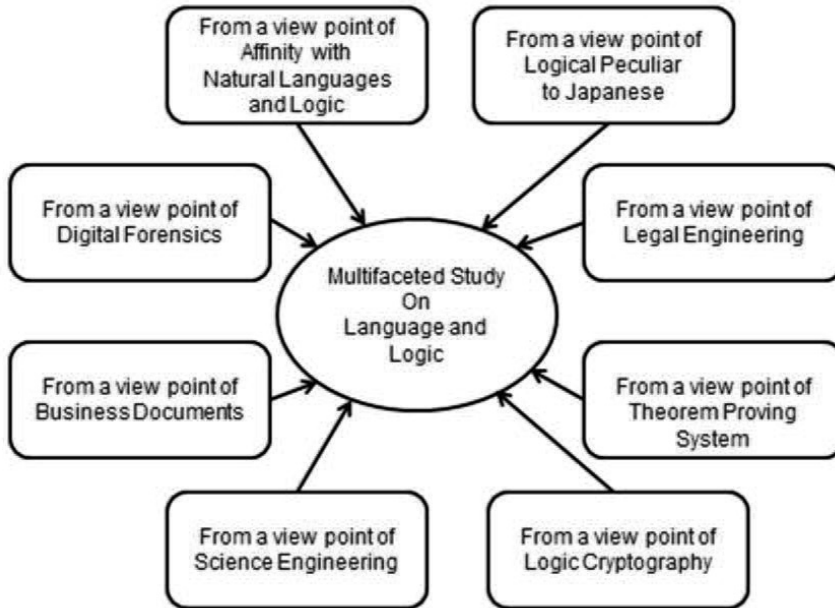 From a view point of
Affinity with
Natural Languages
and Logic
From a view point of
Logical Peculiar
to Japanese
From a view point of
Digital Forensics
From a view point of
Legal Engineering
Multifaceted Study
On
Language and
Logic
From a view point of
Business Documents
From a view point of
Theorem Proving
System
From a view point of
Science Engineering
From a view point of
Logic Cryptography